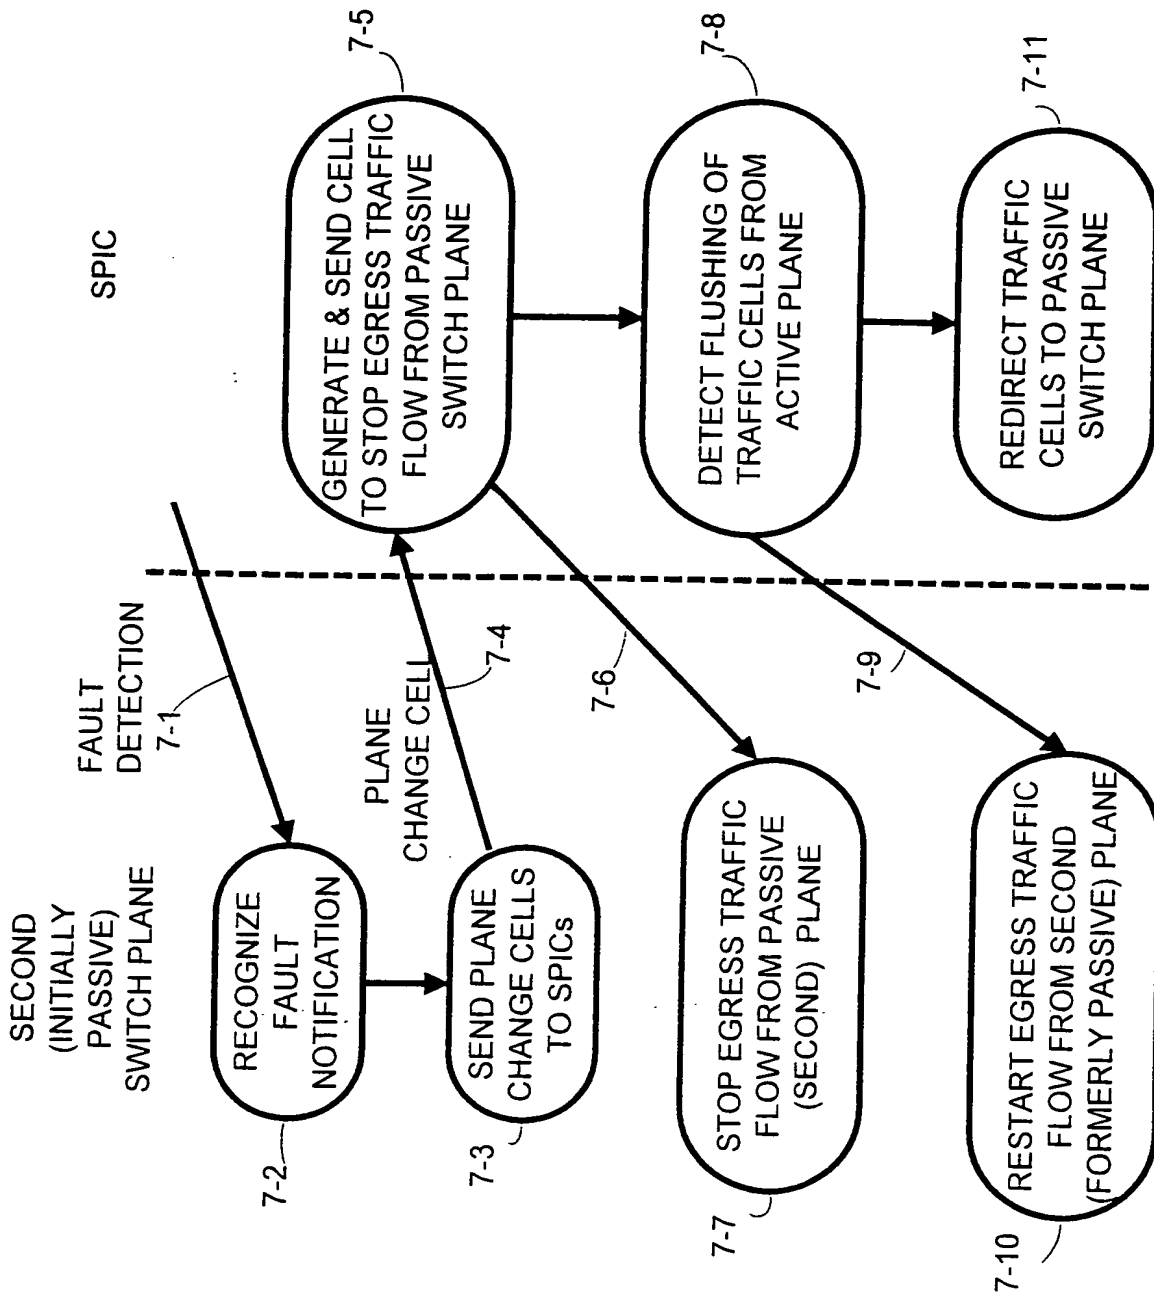 SECOND
(INITIALLY
PASSIVE)
SWITCH PLANE
FAULT
DETECTION
7-1
SPIC
7-2
RECOGNIZE
FAULT
NOTIFICATION
7-3
SEND PLANE
CHANGE CELLS
TO SPICs
PLANE
CHANGE CELL
7-4
7-5
GENERATE & SEND CELL
TO STOP EGRESS TRAFFIC
FLOW FROM PASSIVE
SWITCH PLANE
7-6
7-7
STOP EGRESS TRAFFIC
FLOW FROM PASSIVE
(SECOND) PLANE
7-8
DETECT FLUSHING OF
TRAFFIC CELLS FROM
ACTIVE PLANE
7-9
7-10
RESTART EGRESS TRAFFIC
FLOW FROM SECOND
(FORMERLY PASSIVE) PLANE
7-11
REDIRECT TRAFFIC
CELLS TO PASSIVE
SWITCH PLANE